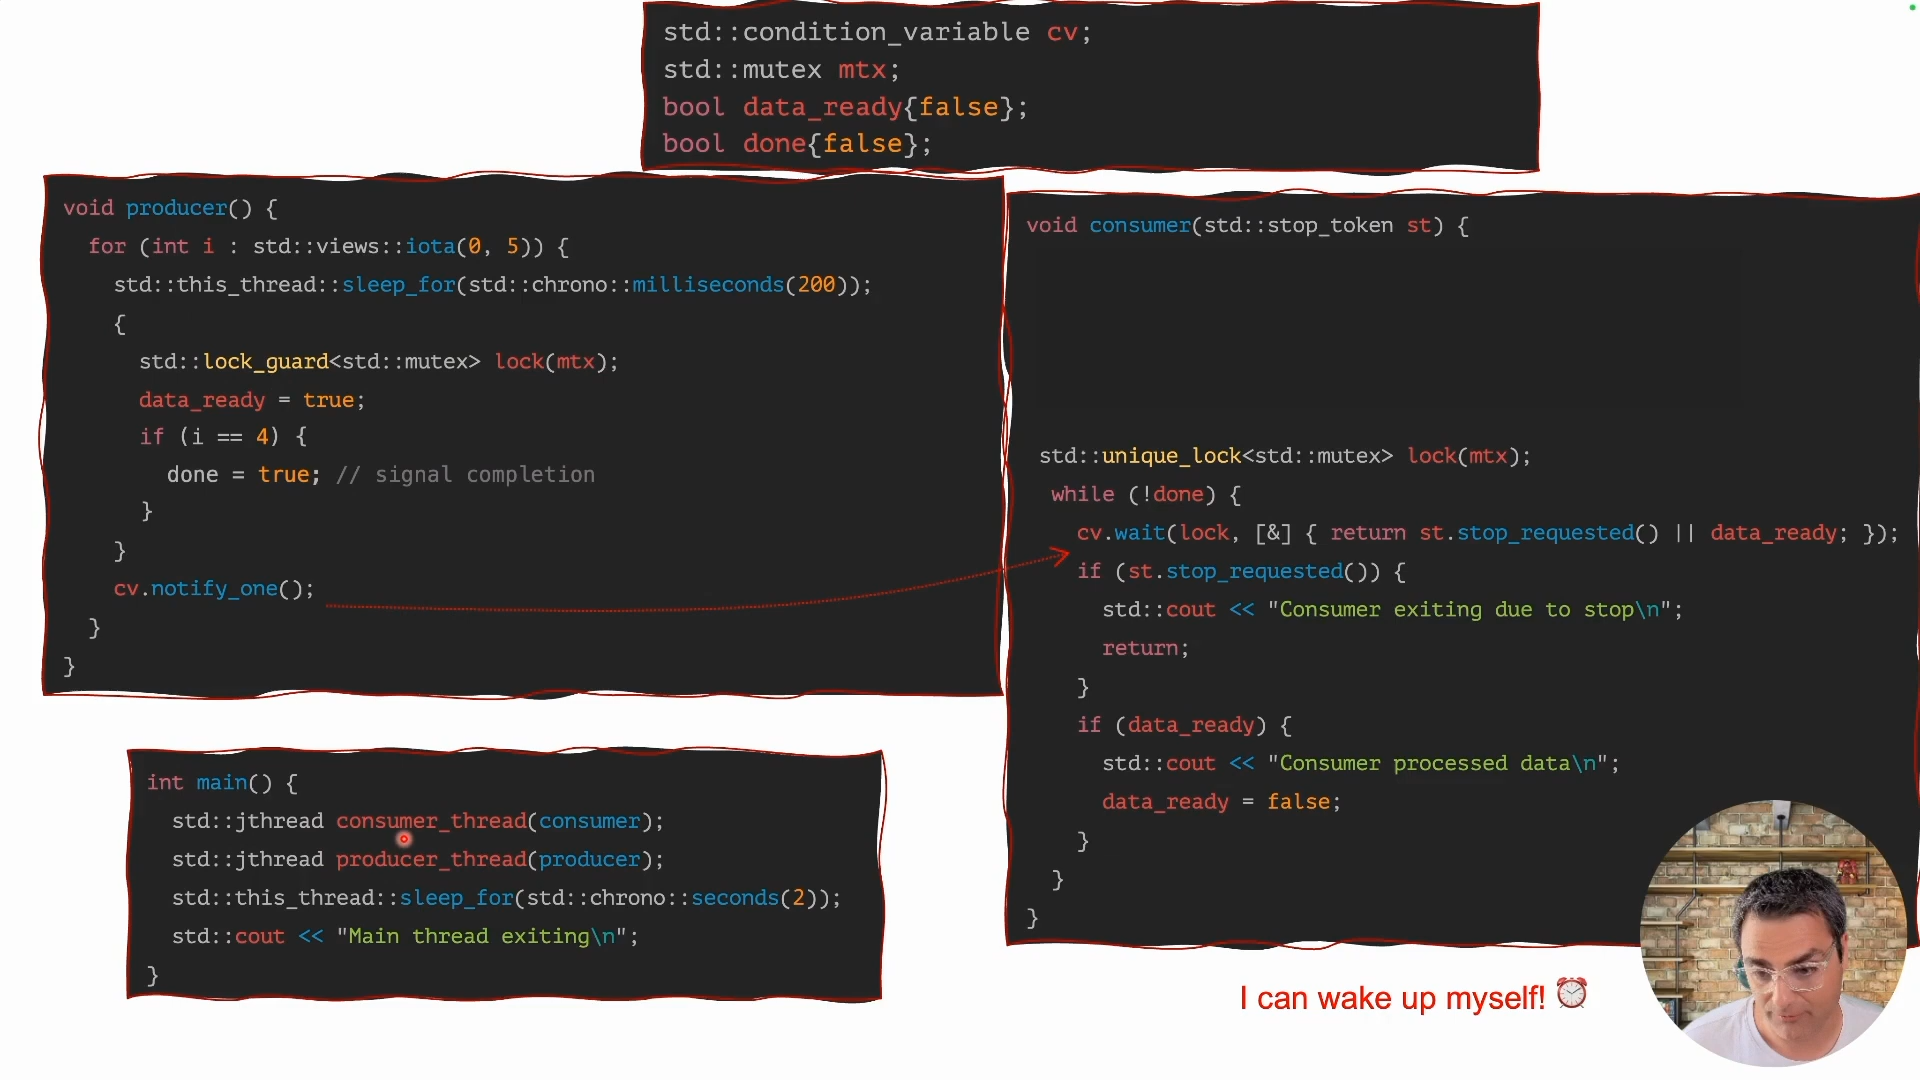 std::condition_variable cv;
std::mutex mtx;
bool data_ready{false};
bool done{false};
void producer() {
for (int i : std::views::iota(0, 5)) {
std::this_thread::sleep_for(std::chrono::milliseconds(200));
{
std::lock_guard<std::mutex> lock(mtx);
data_ready = true;
if (i == 4) {
done = true; // signal completion
}
}
cv.notify_one();
}
}
void consumer(std::stop_token st) {
std::unique_lock<std::mutex> lock(mtx);
while (!done) {
cv.wait(lock, [&] { return st.stop_requested() || data_ready; });
if (st.stop_requested()) {
std::cout << "Consumer exiting due to stop\n";
return;
}
if (data_ready) {
std::cout << "Consumer processed data\n";
data_ready = false;
}
}
}
int main() {
std::jthread consumer_thread(consumer);
std::jthread producer_thread(producer);
std::this_thread::sleep_for(std::chrono::seconds(2));
std::cout << "Main thread exiting\n";
}
I can wake up myself! ⏰